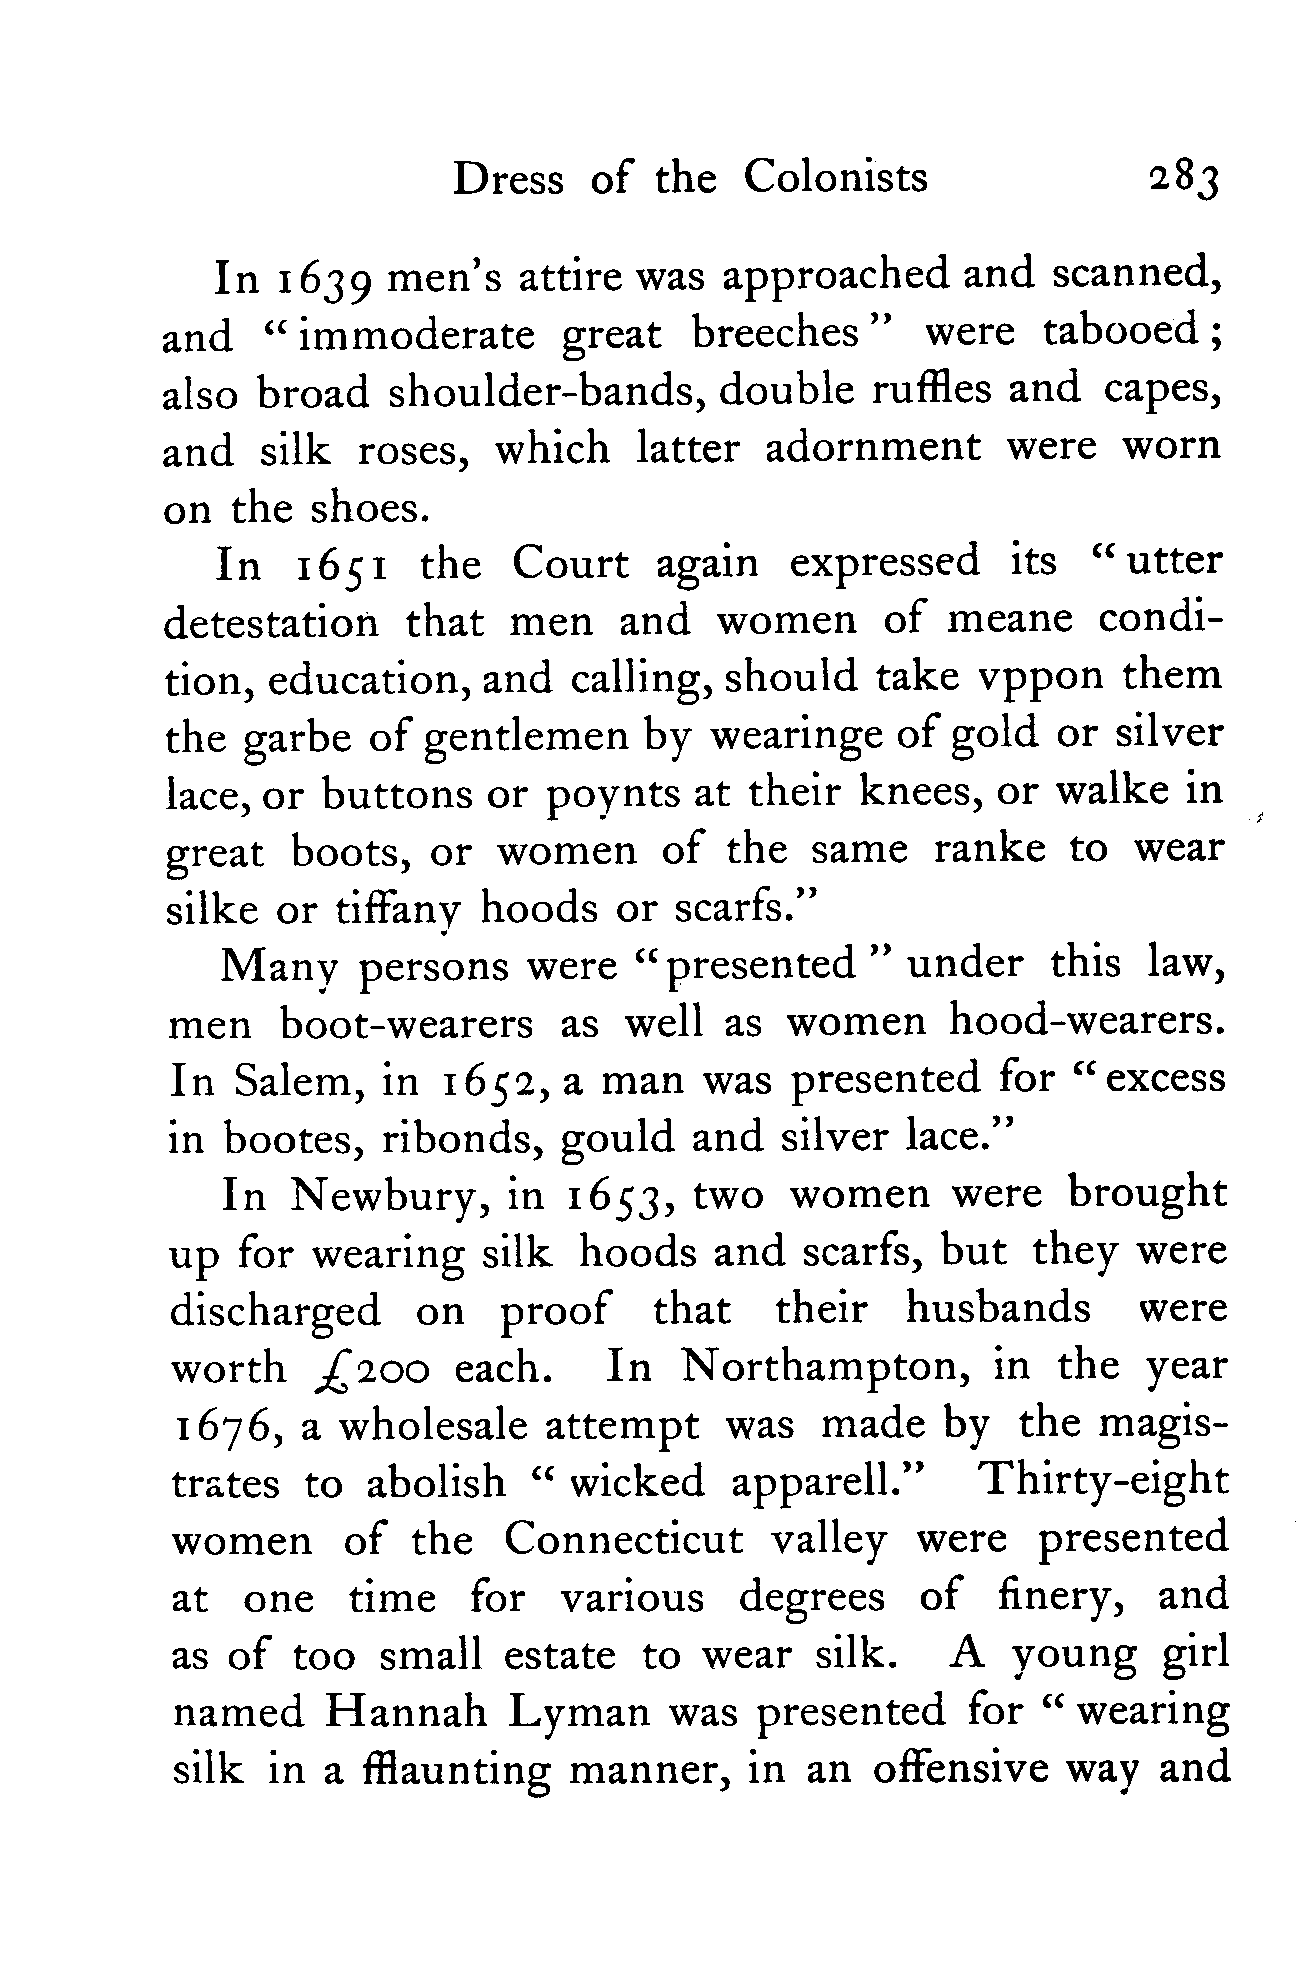 Dress of the Colonists 283
In 1639 men's attire was approached and scanned,
and "immoderate great breeches" were tabooed;
also broad shoulder-bands, double ruffles and capes,
and silk roses, which latter adornment were worn
on the shoes.
In 1651 the Court again expressed its "utter
detestation that men and women of meane condi-
tion, education, and calling, should take vppon them
the garbe of gentlemen by wearinge of gold or silver
lace, or buttons or poynts at their knees, or walke in
great boots, or women of the same ranke to wear
silke or tiffany hoods or scarfs."
Many persons were "presented" under this law,
men boot-wearers as well as women hood-wearers.
In Salem, in 1652, a man was presented for "excess
in bootes, ribonds, gould and silver lace."
In Newbury, in 1653, two women were brought
up for wearing silk hoods and scarfs, but they were
discharged on proof that their husbands were
worth £200 each. In Northampton, in the year
1676, a wholesale attempt was made by the magis-
trates to abolish "wicked apparell." Thirty-eight
women of the Connecticut valley were presented
at one time for various degrees of finery, and
as of too small estate to wear silk. A young girl
named Hannah Lyman was presented for "wearing
silk in a fflaunting manner, in an offensive way and